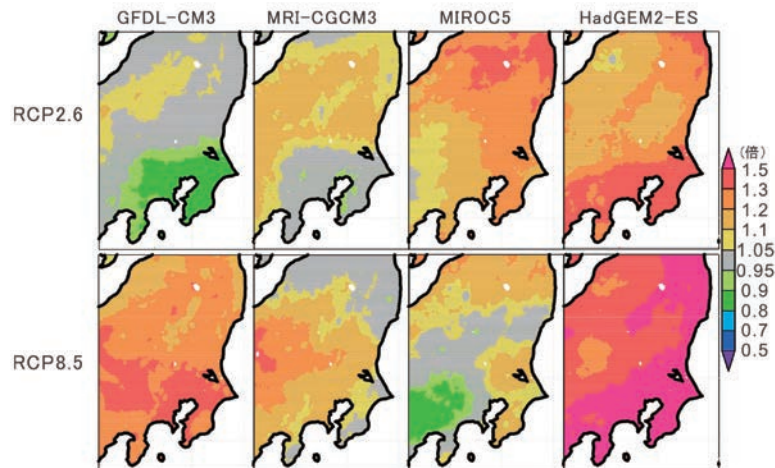 GFDL-CM3 MRI-CGCM3 MIROC5 HadGEM2-ES
RCP2.6
(倍)
1.5
1.3
1.2
1.1
1.05
0.95
0.9
0.8
0.7
0.5
RCP8.5